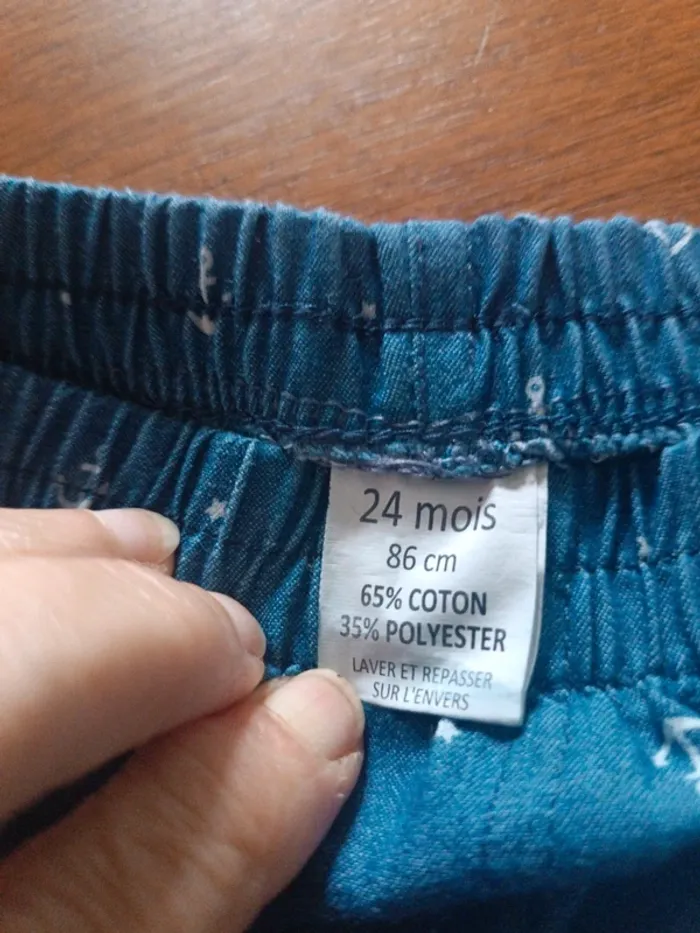 24 mois
86 cm
65% COTON
35% POLYESTER
LAVER ET REPASSER
SUR L'ENVERS